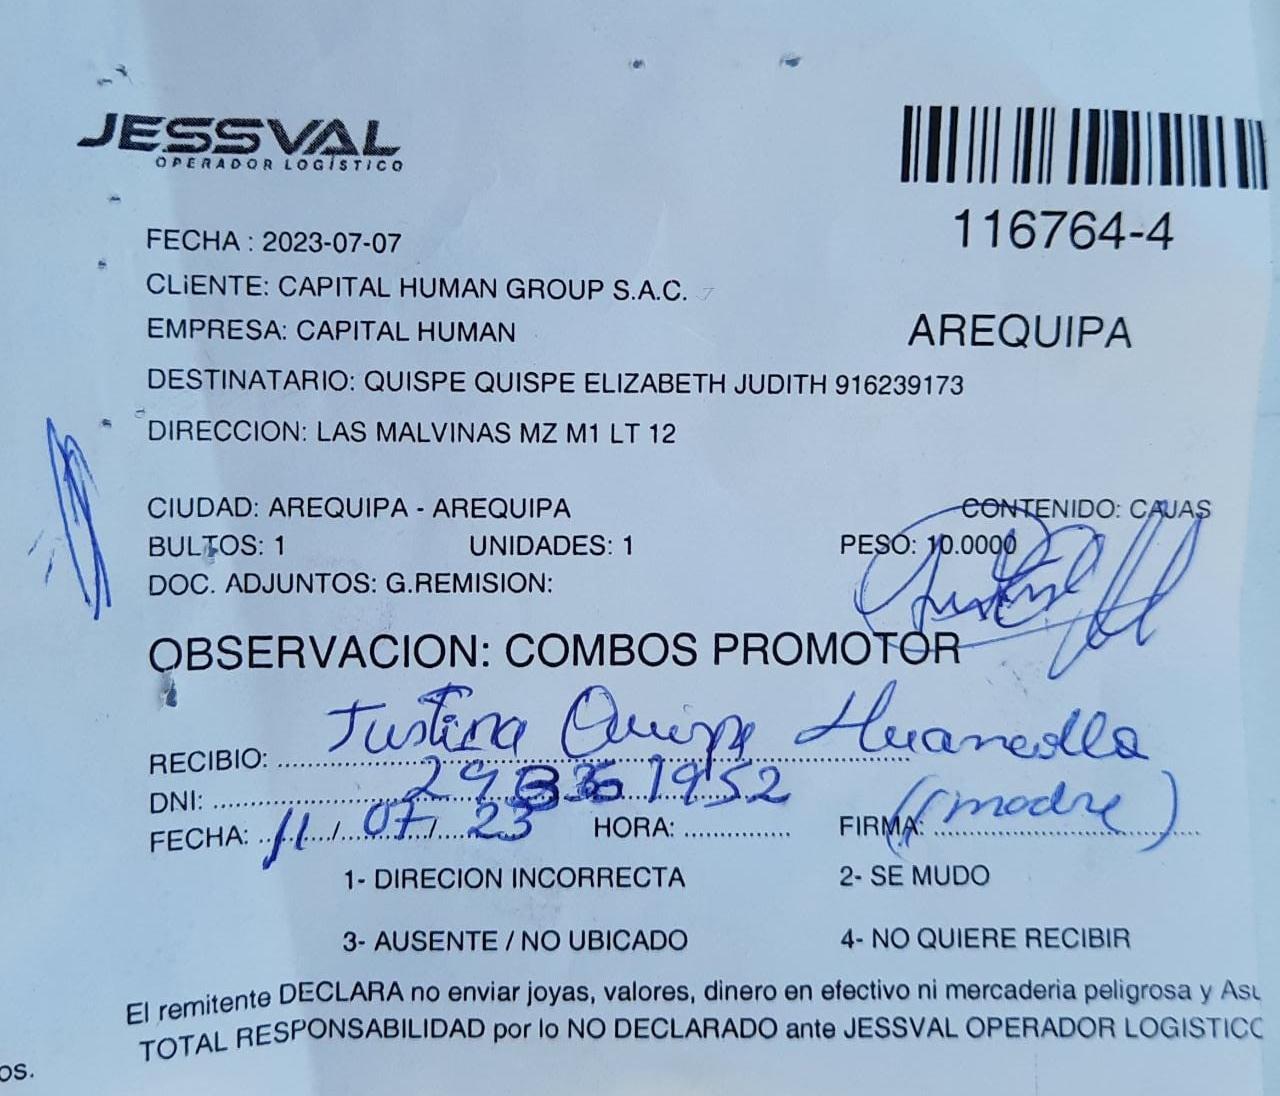 JESSVAL
OPERADOR LOGÍSTICO
116764-4
FECHA : 2023-07-07
CLiENTE: CAPITAL HUMAN GROUP S.A.C.
EMPRESA: CAPITAL HUMAN
AREQUIPA
DESTINATARIO: QUISPE QUISPE ELIZABETH JUDITH 916239173
DIRECCION: LAS MALVINAS MZ M1 LT 12
CIUDAD: AREQUIPA - AREQUIPA CONTENIDO: CAJAS
BULTOS: 1 UNIDADES: 1 PESO: 10.0000
DOC. ADJUNTOS: G.REMISION:
OBSERVACION: COMBOS PROMOTOR
RECIBIO: Justina Quispe
DNI:
FECHA: 11/07/23 HORA: FIRMA: (madre)
1- DIRECION INCORRECTA 2- SE MUDO
3- AUSENTE / NO UBICADO 4- NO QUIERE RECIBIR
El remitente DECLARA no enviar joyas, valores, dinero en efectivo ni mercaderia peligrosa y Asu
TOTAL RESPONSABILIDAD por lo NO DECLARADO ante JESSVAL OPERADOR LOGISTICO
os.